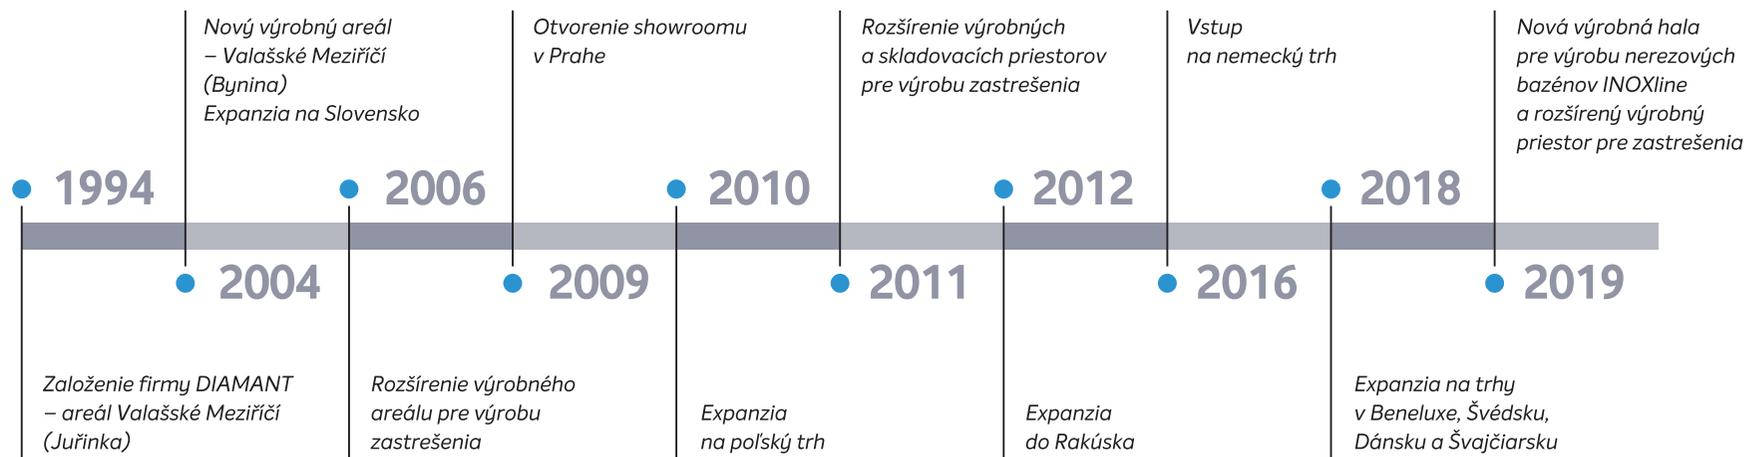 Nový výrobný areál
– Valašské Meziříčí
(Bynina)
Expanzia na Slovensko
Otvorenie showroomu
v Prahe
Rozšírenie výrobných
a skladovacích priestorov
pre výrobu zastrešenia
Vstup
na nemecký trh
Nová výrobná hala
pre výrobu nerezových
bazénov INOXline
a rozšírený výrobný
priestor pre zastrešenia
1994
2006
2010
2012
2018
2004
2009
2011
2016
2019
Založenie firmy DIAMANT
– areál Valašské Meziříčí
(Juřinka)
Rozšírenie výrobného
areálu pre výrobu
zastrešenia
Expanzia
na poľský trh
Expanzia
do Rakúska
Expanzia na trhy
v Beneluxe, Švédsku,
Dánsku a Švajčiarsku